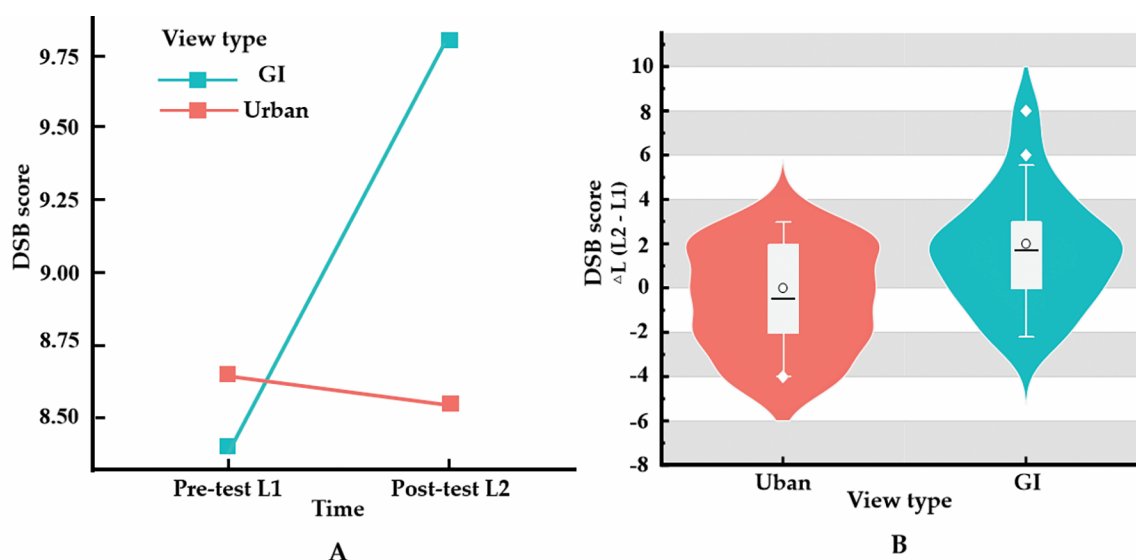 View type
GI
Urban
9.75
9.50
9.25
9.00
8.75
8.50
DSB score
Pre-test L1
Post-test L2
Time
A
10
8
6
4
2
0
-2
-4
-6
-8
DSB score
△L (L2 - L1)
Uban
GI
View type
B